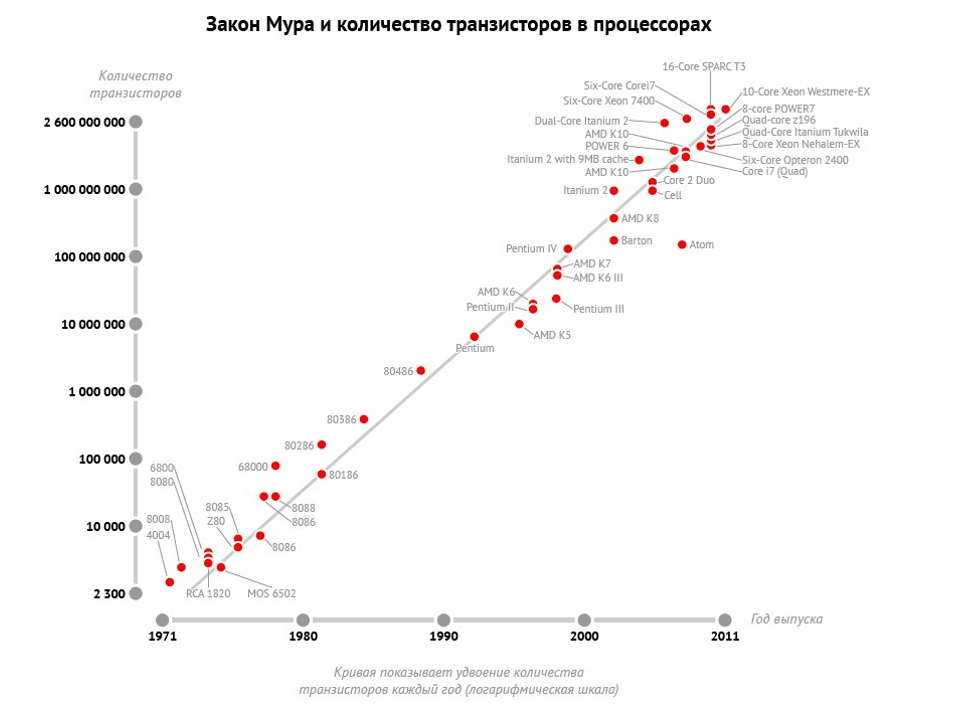 Закон Мура и количество транзисторов в процессорах
Количество
транзисторов
16-Core SPARC T3
Six-Core Corei7
10-Core Xeon Westmere-EX
Six-Core Xeon 7400
8-core POWER7
Dual-Core Itanium 2
Quad-core z196
2 600 000 000
AMD K10
Quad-Core Itanium Tukwila
POWER 6
8-Core Xeon Nehalem-EX
Itanium 2 with 9MB cache
Six-Core Opteron 2400
AMD K10
Core i7 (Quad)
Core 2 Duo
1 000 000 000
Itanium 2
Cell
AMD K8
Barton
Atom
Pentium IV
100 000 000
AMD K7
AMD K6 III
AMD K6
Pentium II
Pentium III
10 000 000
AMD K5
Pentium
80486
1 000 000
80386
80286
100 000
6800
68000
80186
8080
8085
8088
8008
Z80
8086
10 000
4004
8086
2 300
RCA 1820
MOS 6502
Год выпуска
1971
1980
1990
2000
2011
Кривая показывает удвоение количества
транзисторов каждый год (логарифмическая шкала)